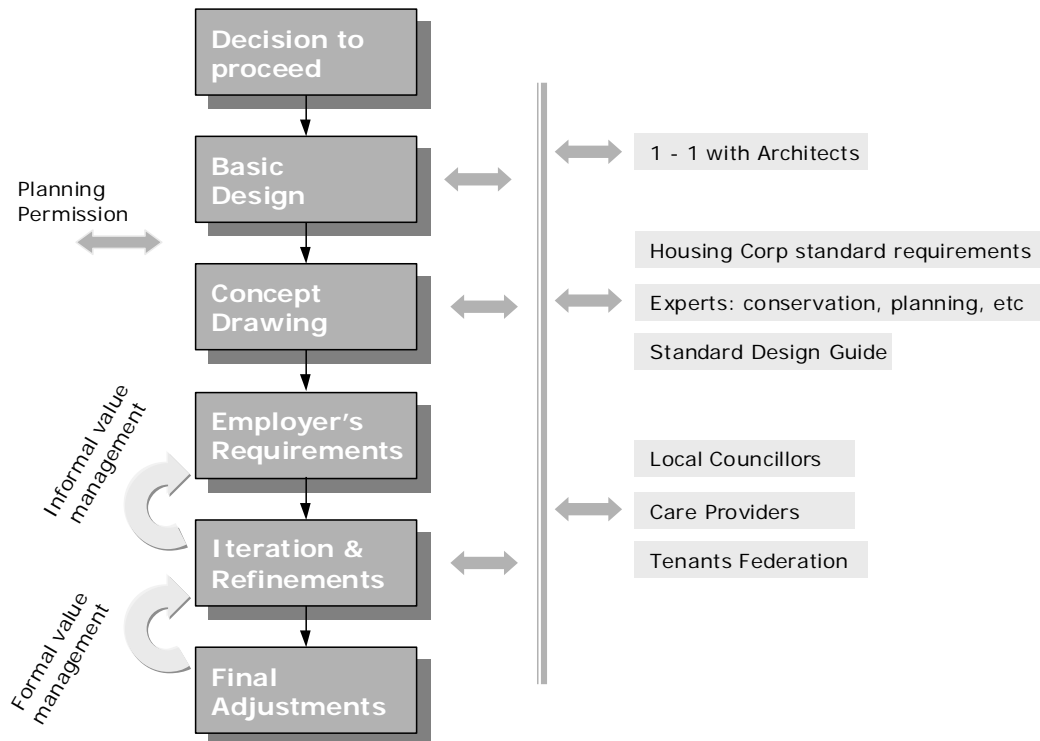 Decision to
proceed
Basic
Design
1 - 1 with Architects
Planning
Permission
Housing Corp standard requirements
Concept
Drawing
Experts: conservation, planning, etc
Standard Design Guide
Informal value
management
Employer's
Requirements
Local Councillors
Care Providers
Iteration &
Refinements
Tenants Federation
Formal value
management
Final
Adjustments